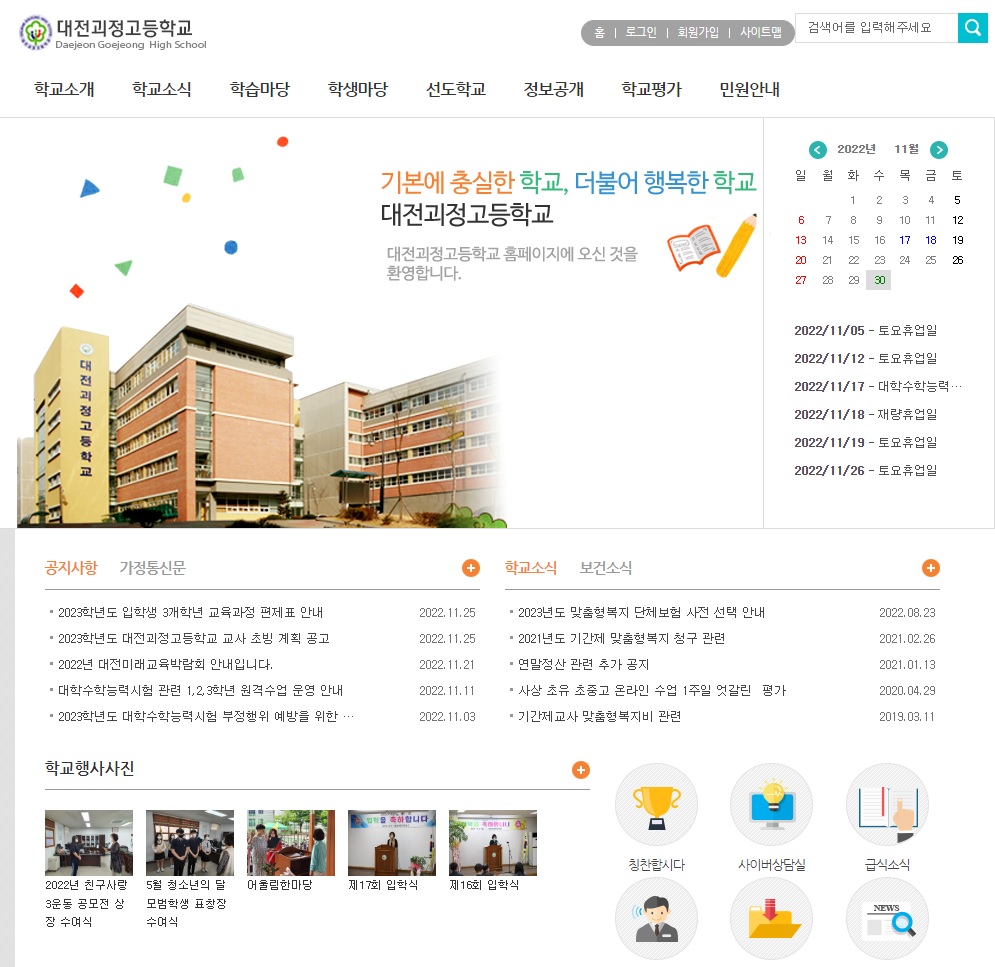 대전괴정고등학교
Daejeon Goejeong High School
홈 | 로그인 | 회원가입 | 사이트맵
검색어를 입력해주세요
학교소개 학교소식 학습마당 학생마당 선도학교 정보공개 학교평가 민원안내
기본에 충실한 학교, 더불어 행복한 학교
대전괴정고등학교
대전괴정고등학교 홈페이지에 오신 것을
환영합니다.
대전괴정고등학교
2022년 11월
일 월 화 수 목 금 토
1 2 3 4 5
6 7 8 9 10 11 12
13 14 15 16 17 18 19
20 21 22 23 24 25 26
27 28 29 30
2022/11/05 - 토요휴업일
2022/11/12 - 토요휴업일
2022/11/17 - 대학수학능력…
2022/11/18 - 재량휴업일
2022/11/19 - 토요휴업일
2022/11/26 - 토요휴업일
공지사항 가정통신문
2023학년도 입학생 3개학년 교육과정 편제표 안내 2022.11.25
2023학년도 대전괴정고등학교 교사 초빙 계획 공고 2022.11.25
2022년 대전미래교육박람회 안내입니다. 2022.11.21
대학수학능력시험 관련 1,2,3학년 원격수업 운영 안내 2022.11.11
2023학년도 대학수학능력시험 부정행위 예방을 위한 … 2022.11.03
학교소식 보건소식
2023년도 맞춤형복지 단체보험 사전 선택 안내 2022.08.23
2021년도 기간제 맞춤형복지 청구 관련 2021.02.26
연말정산 관련 추가 공지 2021.01.13
사상 초유 초중고 온라인 수업 1주일 엇갈린 평가 2020.04.29
기간제교사 맞춤형복지비 관련 2019.03.11
학교행사사진
2022년 친구사랑
3운동 공모전 상
장 수여식
5월 청소년의 달
모범학생 표창장
수여식
어울림한마당
제17회 입학식
제16회 입학식
칭찬합시다 사이버상담실 급식소식
NEWS